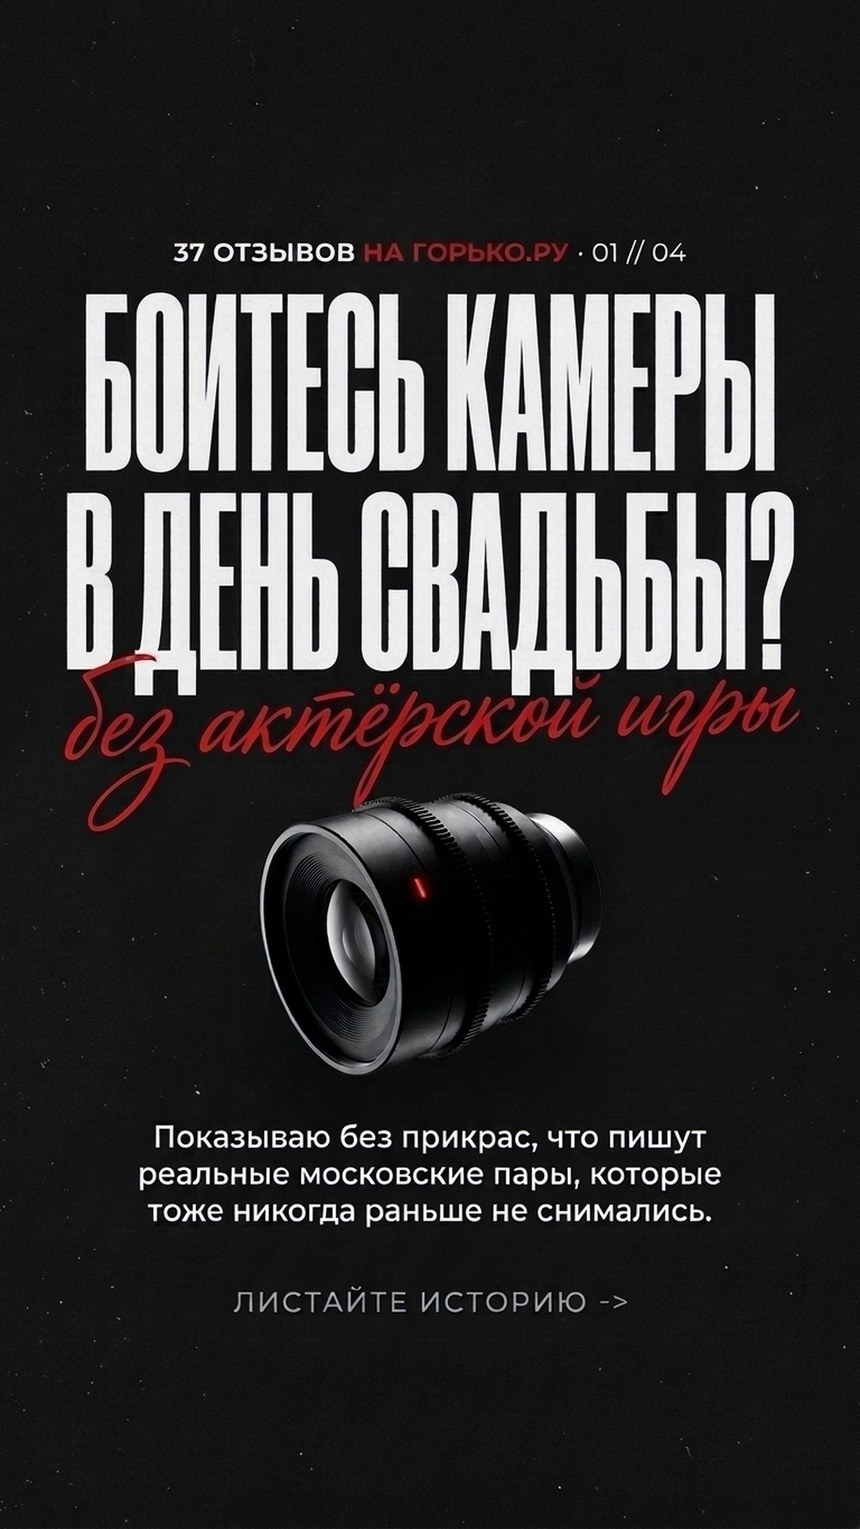 37 ОТЗЫВОВ НА ГОРЬКО.РУ · 01 // 04
БОИТЕСЬ КАМЕРЫ
В ДЕНЬ СВАДЬБЫ?
без актёрской игры
Показываю без прикрас, что пишут
реальные московские пары, которые
тоже никогда раньше не снимались.
ЛИСТАЙТЕ ИСТОРИЮ ->